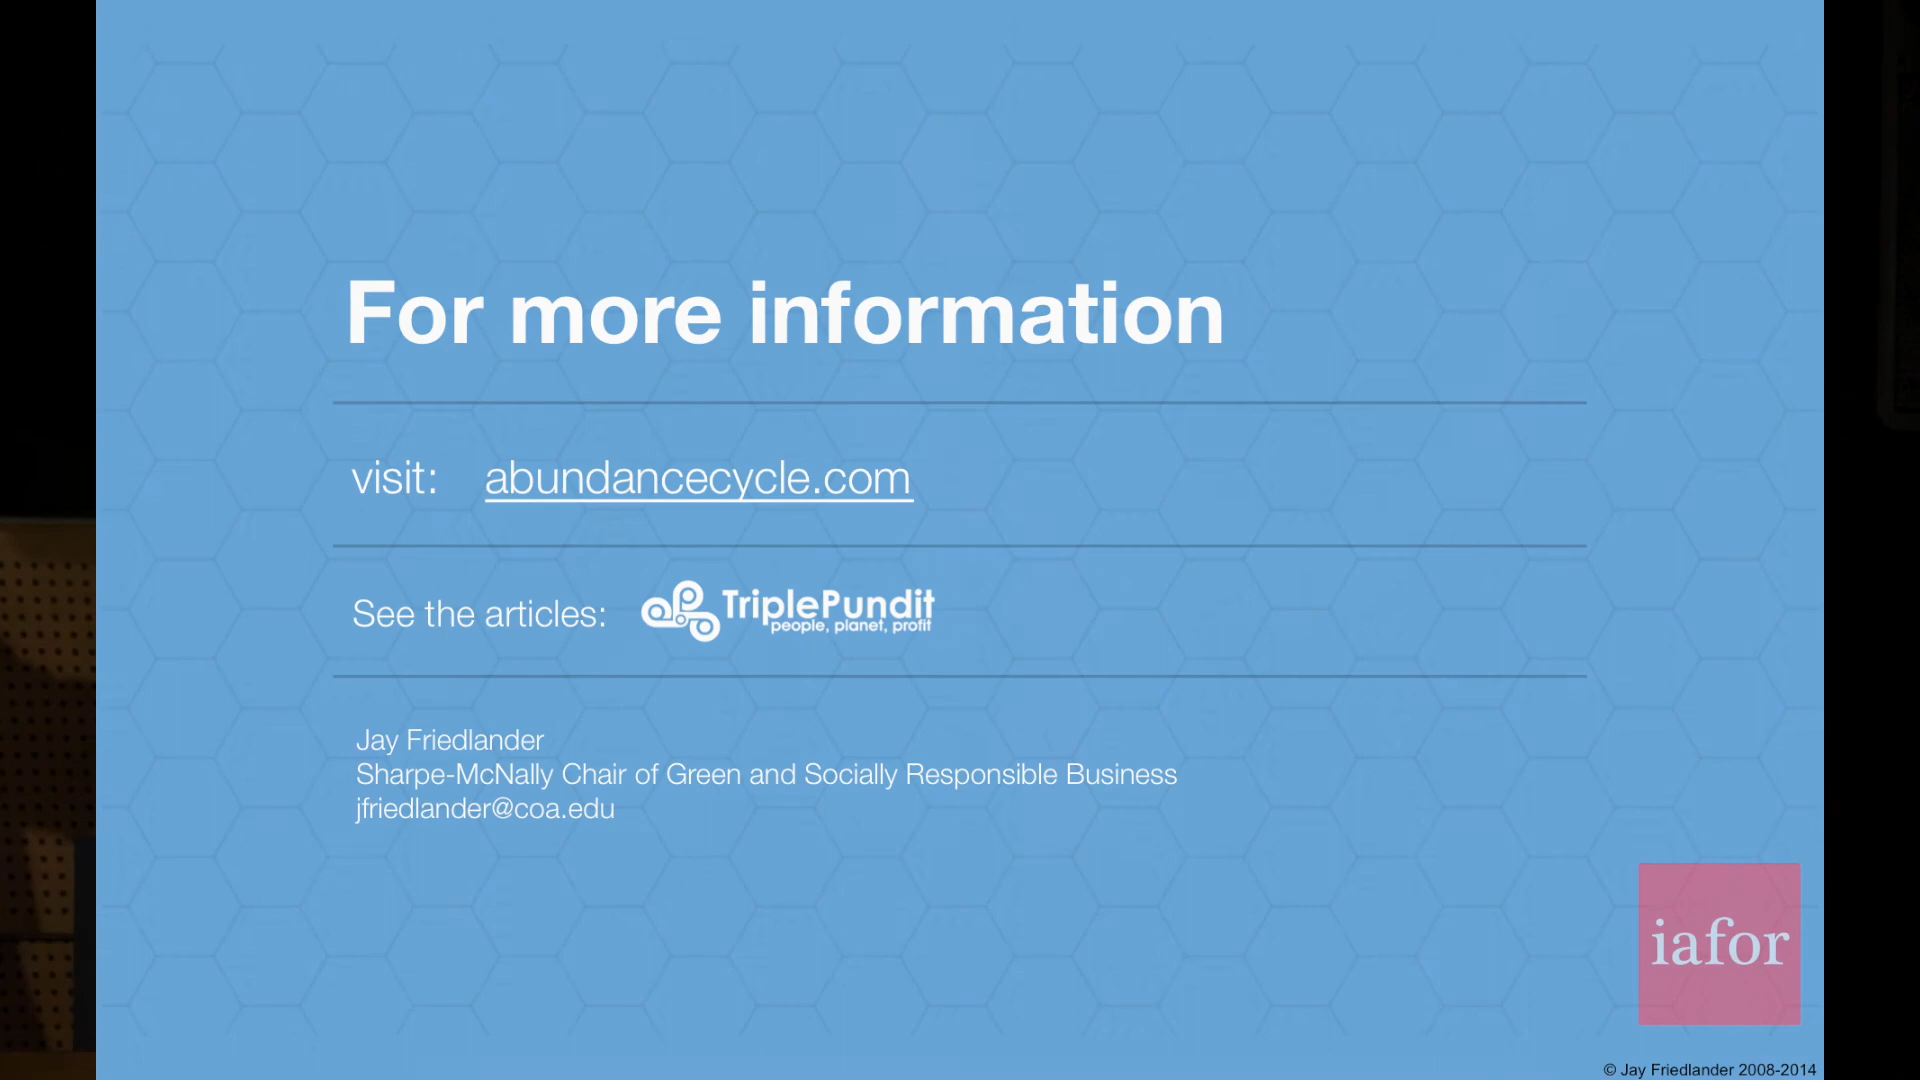 For more information
visit: abundancecycle.com
See the articles: TriplePundit
people, planet, profit
Jay Friedlander
Sharpe-McNally Chair of Green and Socially Responsible Business
jfriedlander@coa.edu
iafor
© Jay Friedlander 2008-2014